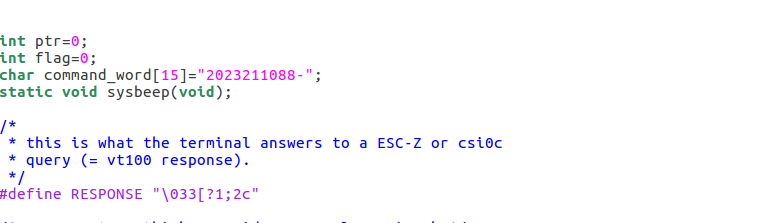 int ptr=0;
int flag=0;
char command_word[15]="2023211088-";
static void sysbeep(void);
/*
 * this is what the terminal answers to a ESC-Z or csi0c
 * query (= vt100 response).
 */
#define RESPONSE "\033[?1;2c"